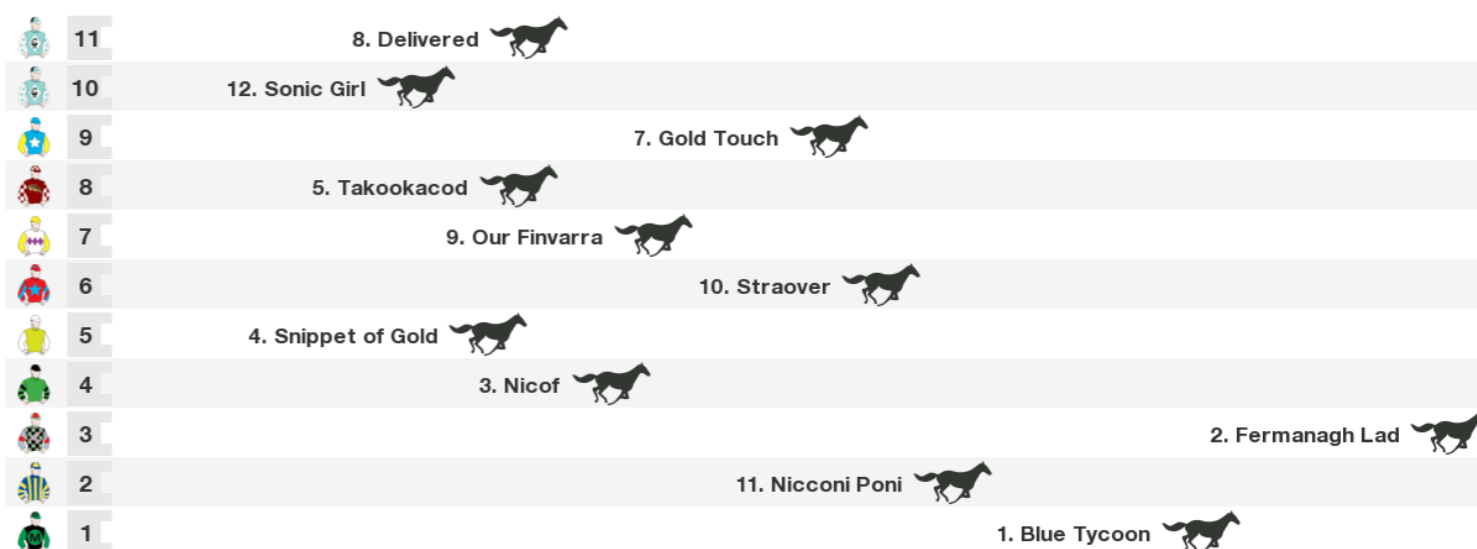 11 8. Delivered
10 12. Sonic Girl
9 7. Gold Touch
8 5. Takookacod
7 9. Our Finvarra
6 10. Straover
5 4. Snippet of Gold
4 3. Nicof
3 2. Fermanagh Lad
2 11. Nicconi Poni
1 1. Blue Tycoon